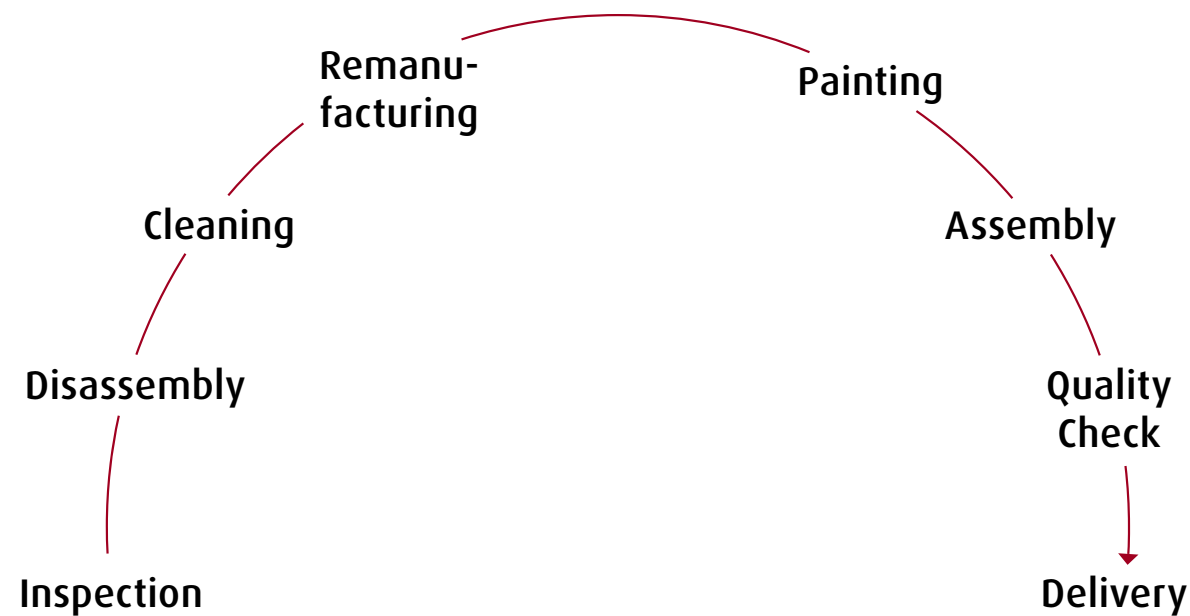 Inspection
Disassembly
Cleaning
Remanu-
facturing
Painting
Assembly
Quality
Check
Delivery